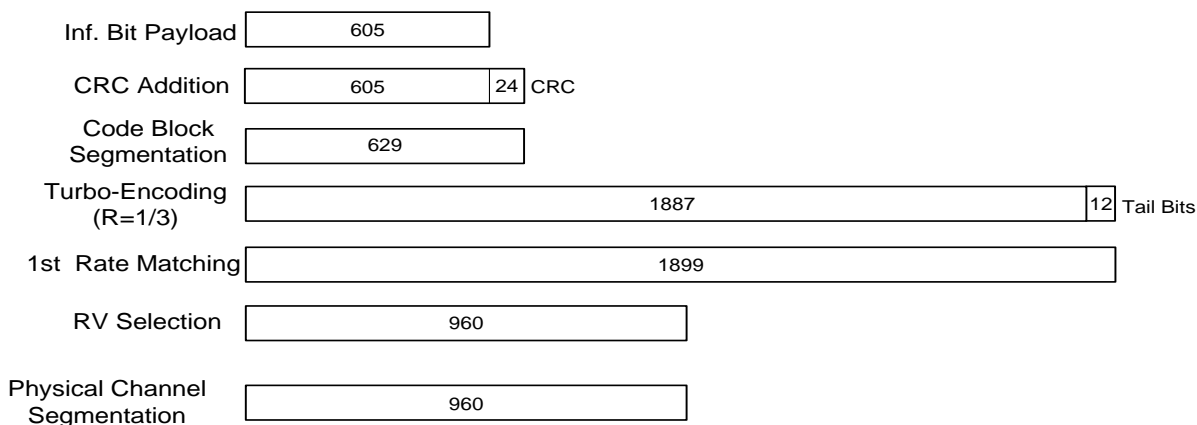 Inf. Bit Payload 605
CRC Addition 605 24 CRC
Code Block
Segmentation 629
Turbo-Encoding
(R=1/3) 1887 12 Tail Bits
1st Rate Matching 1899
RV Selection 960
Physical Channel
Segmentation 960